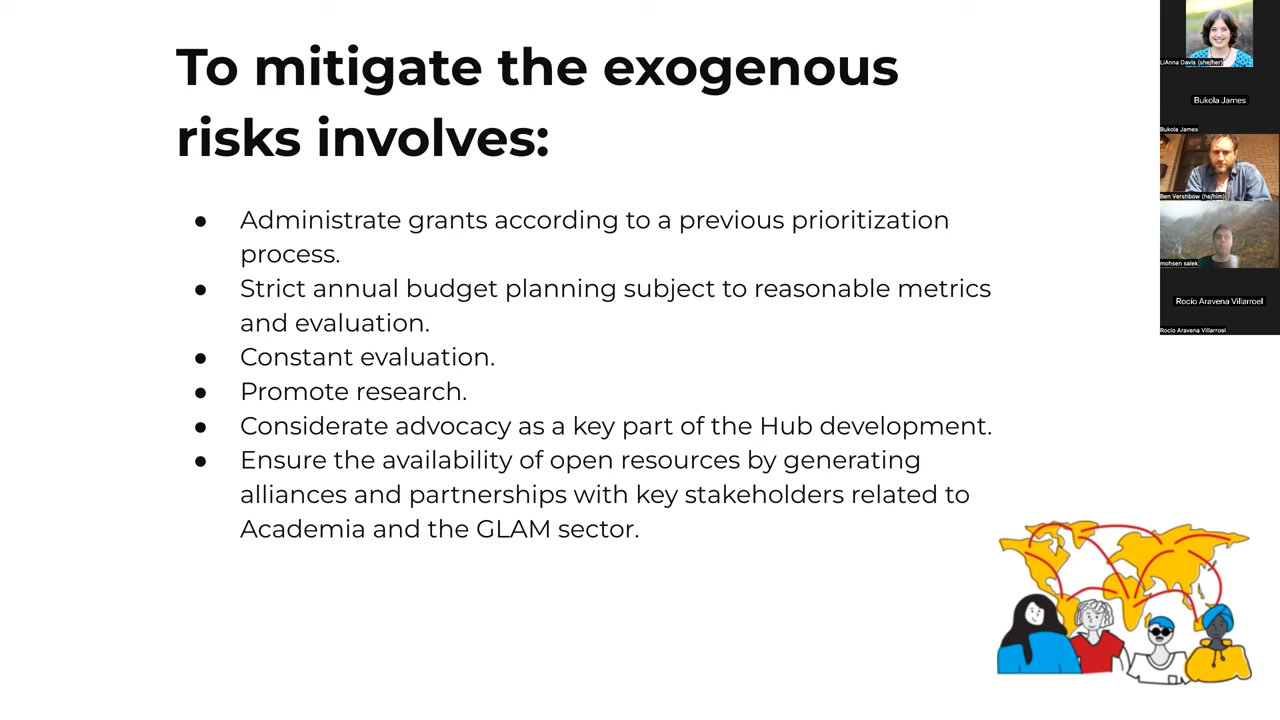 To mitigate the exogenous
risks involves:
● Administrate grants according to a previous prioritization
process.
● Strict annual budget planning subject to reasonable metrics
and evaluation.
● Constant evaluation.
● Promote research.
● Considerate advocacy as a key part of the Hub development.
● Ensure the availability of open resources by generating
alliances and partnerships with key stakeholders related to
Academia and the GLAM sector.
LiAnna Davis (she/her)
Bukola James
Bukola James
Ben Vershbow (he/him)
mohsen salek
Rocío Aravena Villarroel
Rocío Aravena Villarroel